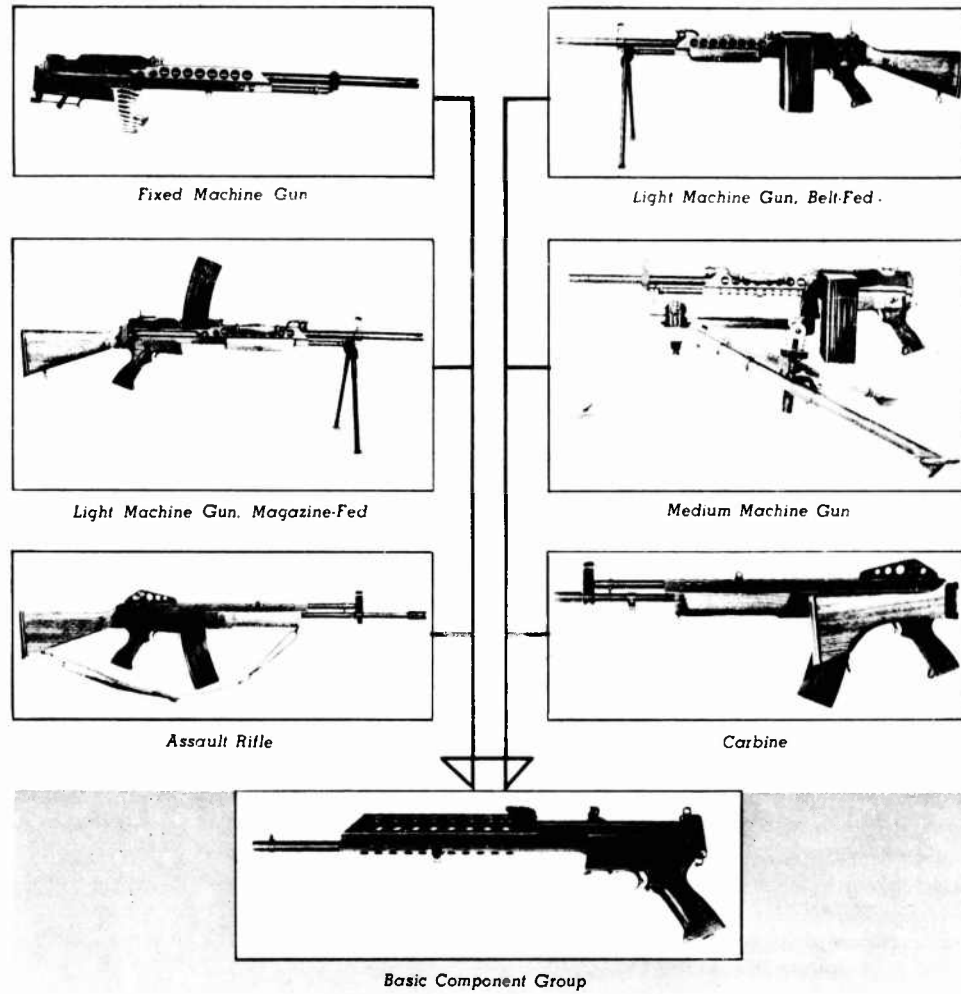 Fixed Machine Gun
Light Machine Gun, Belt-Fed.
Light Machine Gun, Magazine-Fed
Medium Machine Gun
Assault Rifle
Carbine
Basic Component Group